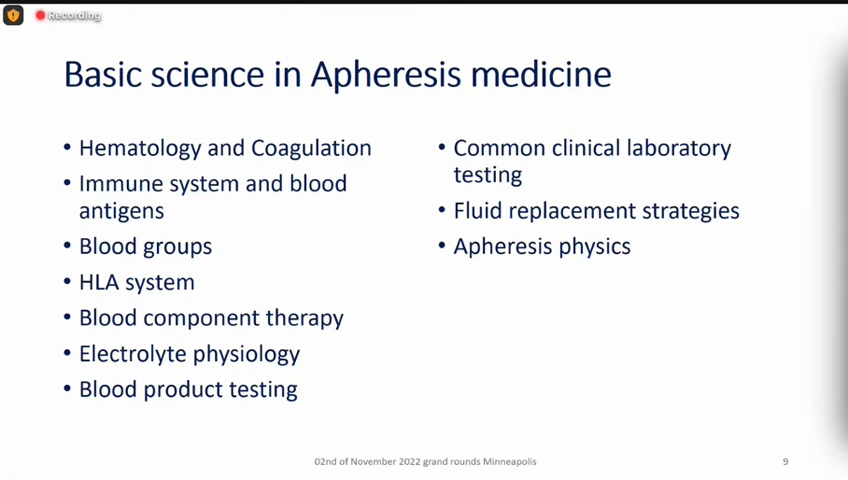 Recording
Basic science in Apheresis medicine
• Hematology and Coagulation
• Immune system and blood
antigens
• Blood groups
• HLA system
• Blood component therapy
• Electrolyte physiology
• Blood product testing
• Common clinical laboratory
testing
• Fluid replacement strategies
• Apheresis physics
02nd of November 2022 grand rounds Minneapolis
9